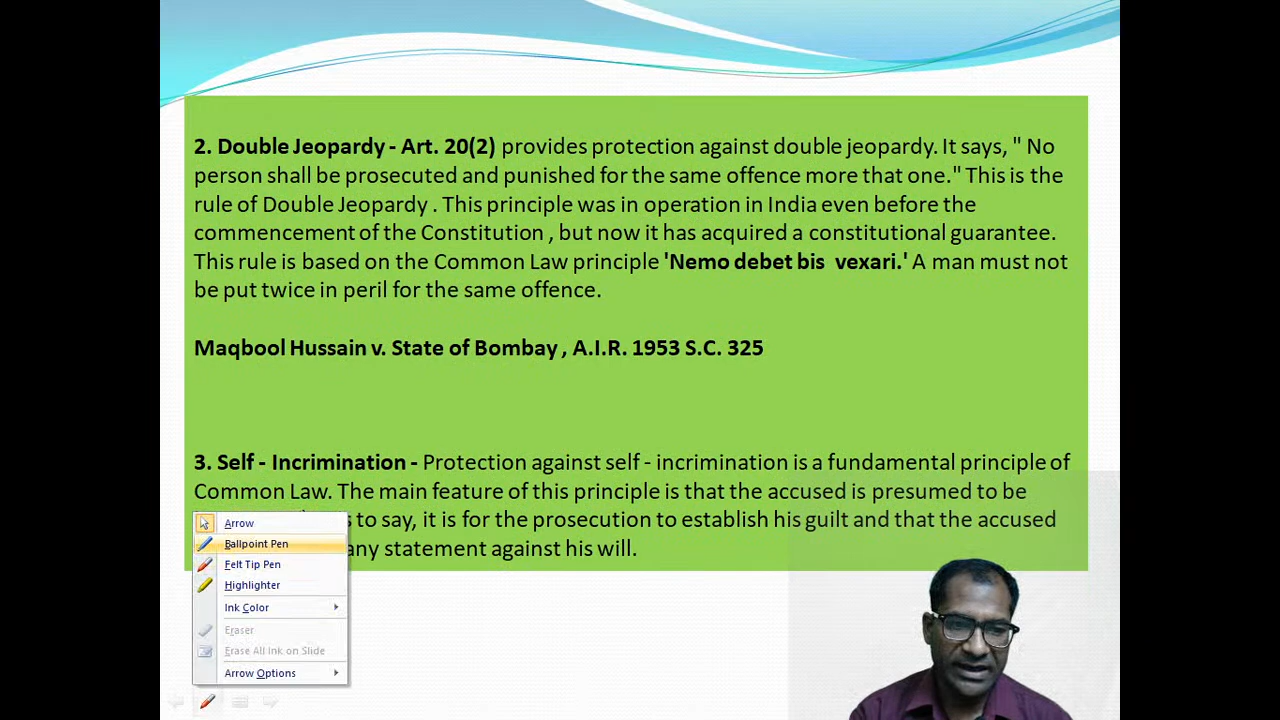 2. Double Jeopardy - Art. 20(2) provides protection against double jeopardy. It says, " No
person shall be prosecuted and punished for the same offence more that one." This is the
rule of Double Jeopardy . This principle was in operation in India even before the
commencement of the Constitution , but now it has acquired a constitutional guarantee.
This rule is based on the Common Law principle 'Nemo debet bis vexari.' A man must not
be put twice in peril for the same offence.
Maqbool Hussain v. State of Bombay , A.I.R. 1953 S.C. 325
3. Self - Incrimination - Protection against self - incrimination is a fundamental principle of
Common Law. The main feature of this principle is that the accused is presumed to be
to say, it is for the prosecution to establish his guilt and that the accused
any statement against his will.
Arrow
Ballpoint Pen
Felt Tip Pen
Highlighter
Ink Color
Eraser
Erase All Ink on Slide
Arrow Options